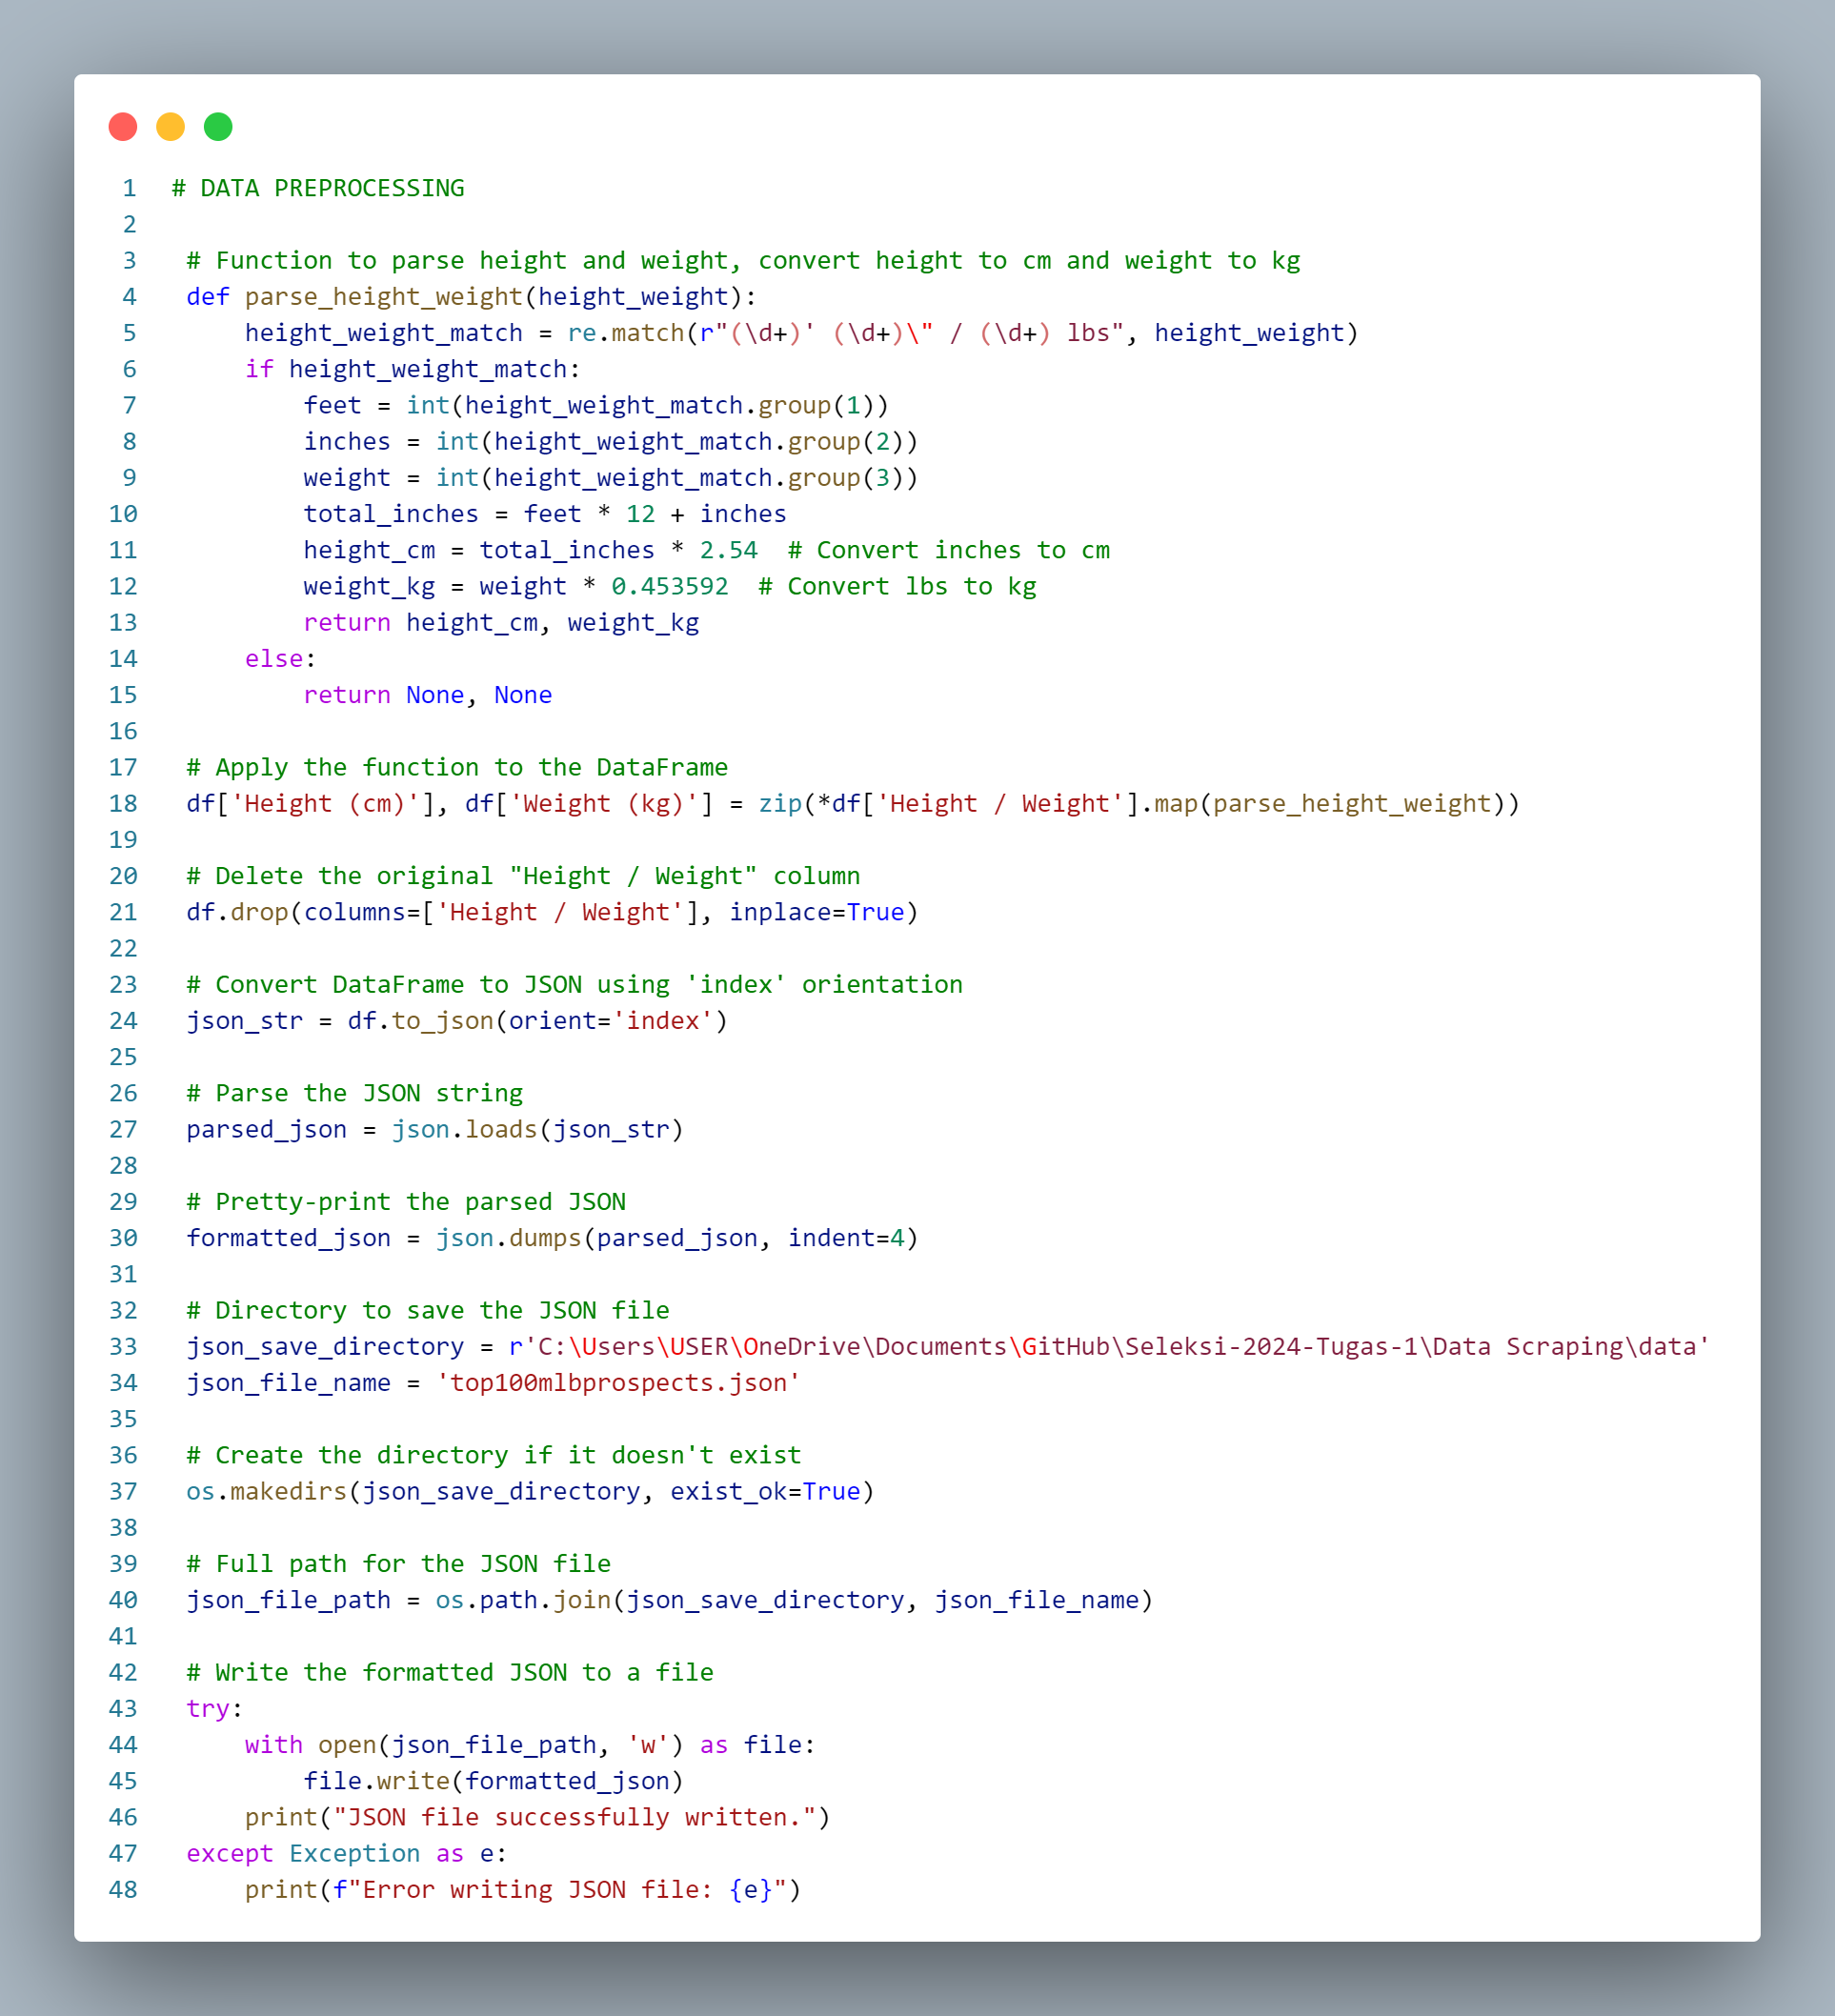 1 # DATA PREPROCESSING
2
3  # Function to parse height and weight, convert height to cm and weight to kg
4  def parse_height_weight(height_weight):
5      height_weight_match = re.match(r"(\d+)' (\d+)\" / (\d+) lbs", height_weight)
6      if height_weight_match:
7          feet = int(height_weight_match.group(1))
8          inches = int(height_weight_match.group(2))
9          weight = int(height_weight_match.group(3))
10         total_inches = feet * 12 + inches
11         height_cm = total_inches * 2.54  # Convert inches to cm
12         weight_kg = weight * 0.453592  # Convert lbs to kg
13         return height_cm, weight_kg
14     else:
15         return None, None
16
17 # Apply the function to the DataFrame
18 df['Height (cm)'], df['Weight (kg)'] = zip(*df['Height / Weight'].map(parse_height_weight))
19
20 # Delete the original "Height / Weight" column
21 df.drop(columns=['Height / Weight'], inplace=True)
22
23 # Convert DataFrame to JSON using 'index' orientation
24 json_str = df.to_json(orient='index')
25
26 # Parse the JSON string
27 parsed_json = json.loads(json_str)
28
29 # Pretty-print the parsed JSON
30 formatted_json = json.dumps(parsed_json, indent=4)
31
32 # Directory to save the JSON file
33 json_save_directory = r'C:\Users\USER\OneDrive\Documents\GitHub\Seleksi-2024-Tugas-1\Data Scraping\data'
34 json_file_name = 'top100mlbprospects.json'
35
36 # Create the directory if it doesn't exist
37 os.makedirs(json_save_directory, exist_ok=True)
38
39 # Full path for the JSON file
40 json_file_path = os.path.join(json_save_directory, json_file_name)
41
42 # Write the formatted JSON to a file
43 try:
44     with open(json_file_path, 'w') as file:
45         file.write(formatted_json)
46     print("JSON file successfully written.")
47 except Exception as e:
48     print(f"Error writing JSON file: {e}")